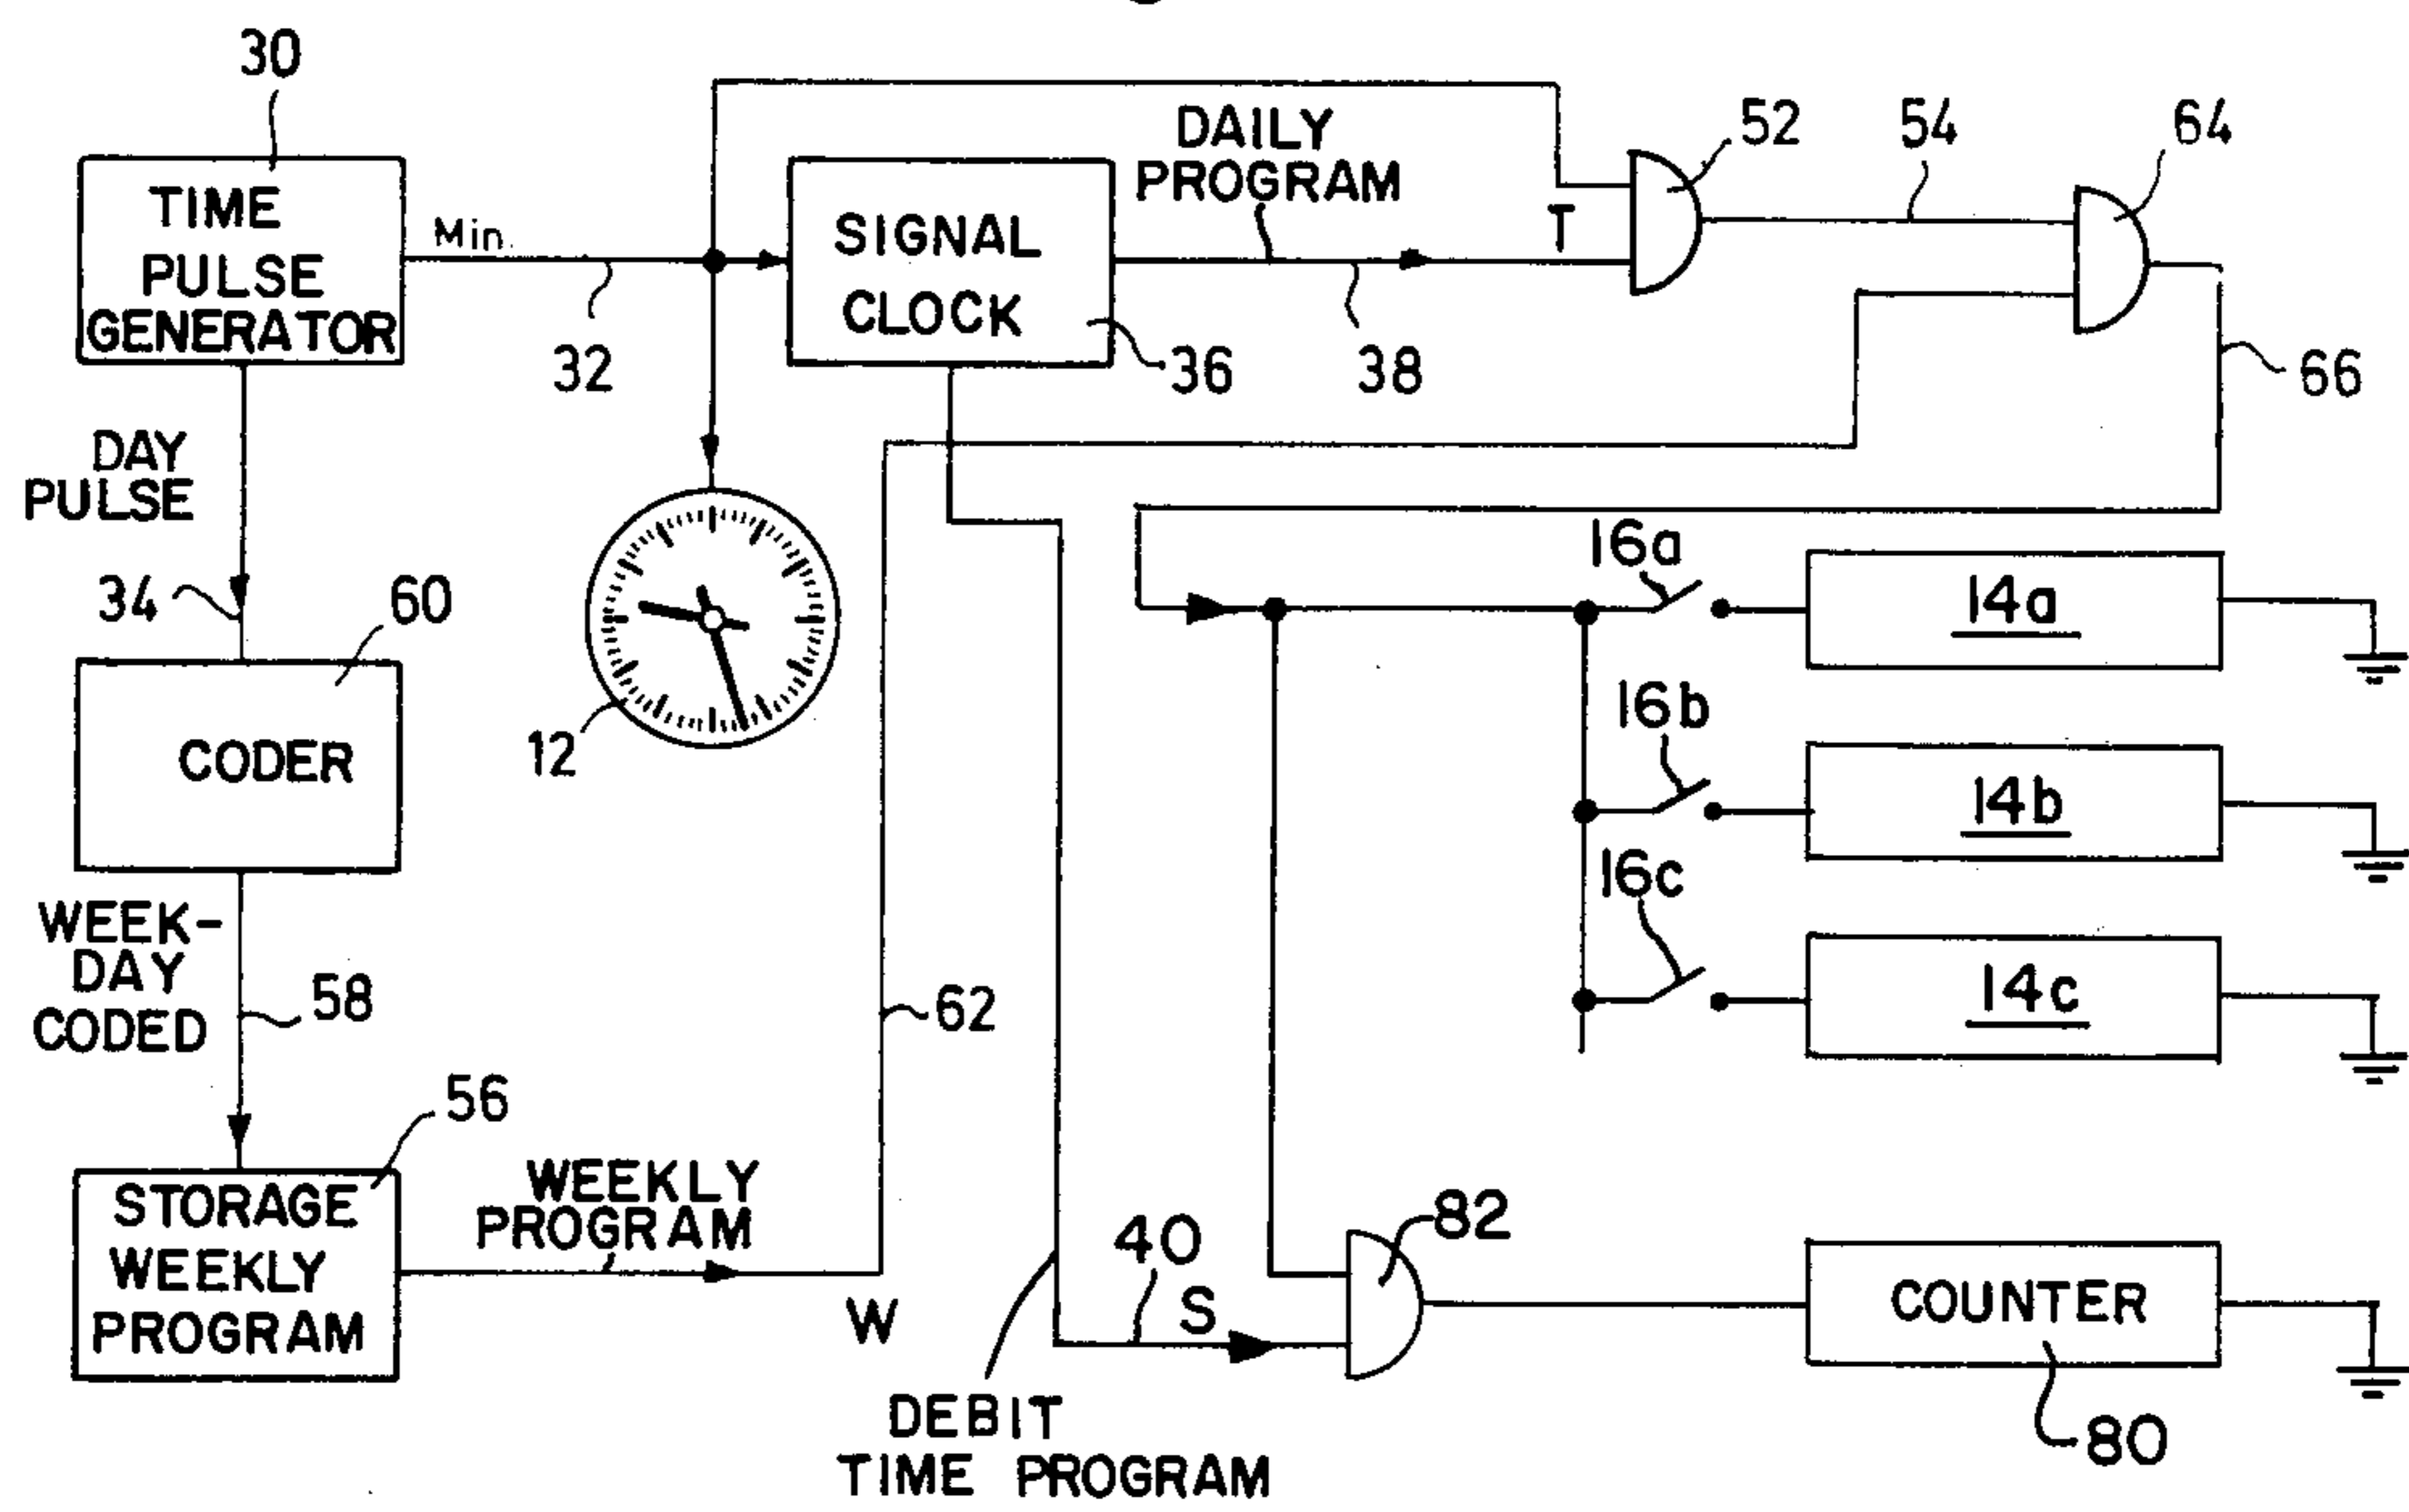 30
TIME
PULSE
GENERATOR
Min.
32
DAILY
PROGRAM
SIGNAL
CLOCK
36
38
T
52
54
64
66
DAY
PULSE
34
60
CODER
12
WEEK-
DAY
CODED
58
56
STORAGE
WEEKLY
PROGRAM
WEEKLY
PROGRAM
W
62
16a
14a
16b
14b
16c
14c
40
S
82
DEBIT
TIME PROGRAM
COUNTER
80